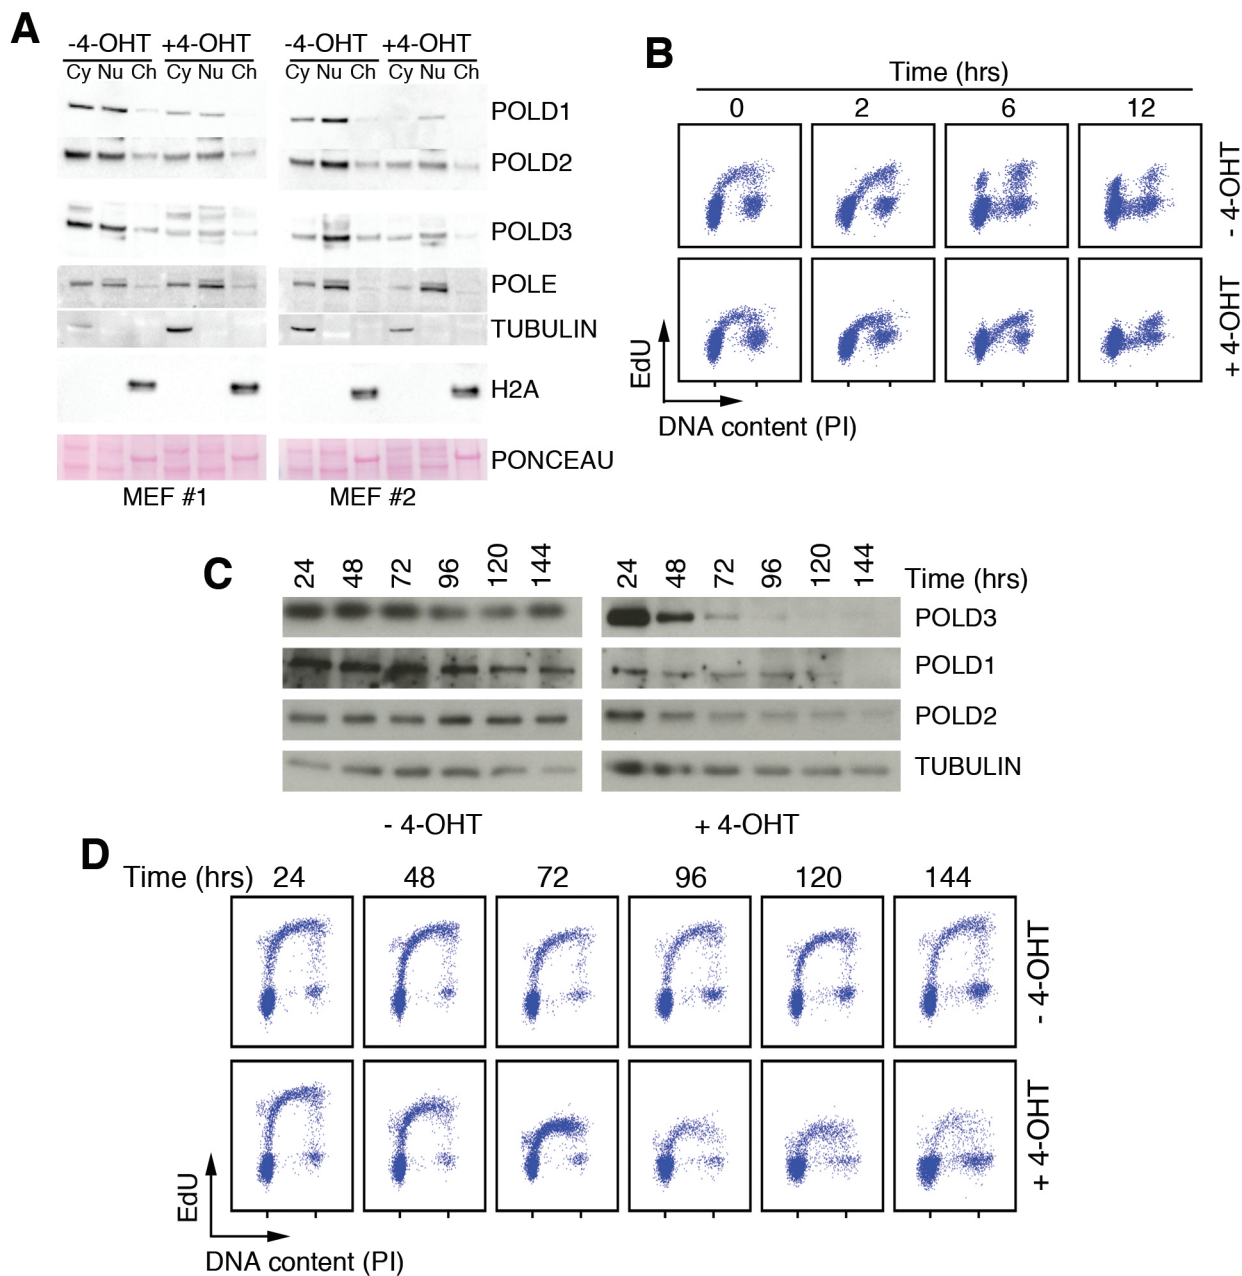 A
-4-OHT +4-OHT -4-OHT +4-OHT
Cy Nu Ch Cy Nu Ch Cy Nu Ch Cy Nu Ch
POLD1
POLD2
POLD3
POLE
TUBULIN
H2A
PONCEAU
MEF #1 MEF #2
B
Time (hrs)
0 2 6 12
- 4-OHT
+ 4-OHT
EdU
DNA content (PI)
C
24 48 72 96 120 144 24 48 72 96 120 144 Time (hrs)
POLD3
POLD1
POLD2
TUBULIN
- 4-OHT + 4-OHT
D
Time (hrs) 24 48 72 96 120 144
- 4-OHT
+ 4-OHT
EdU
DNA content (PI)